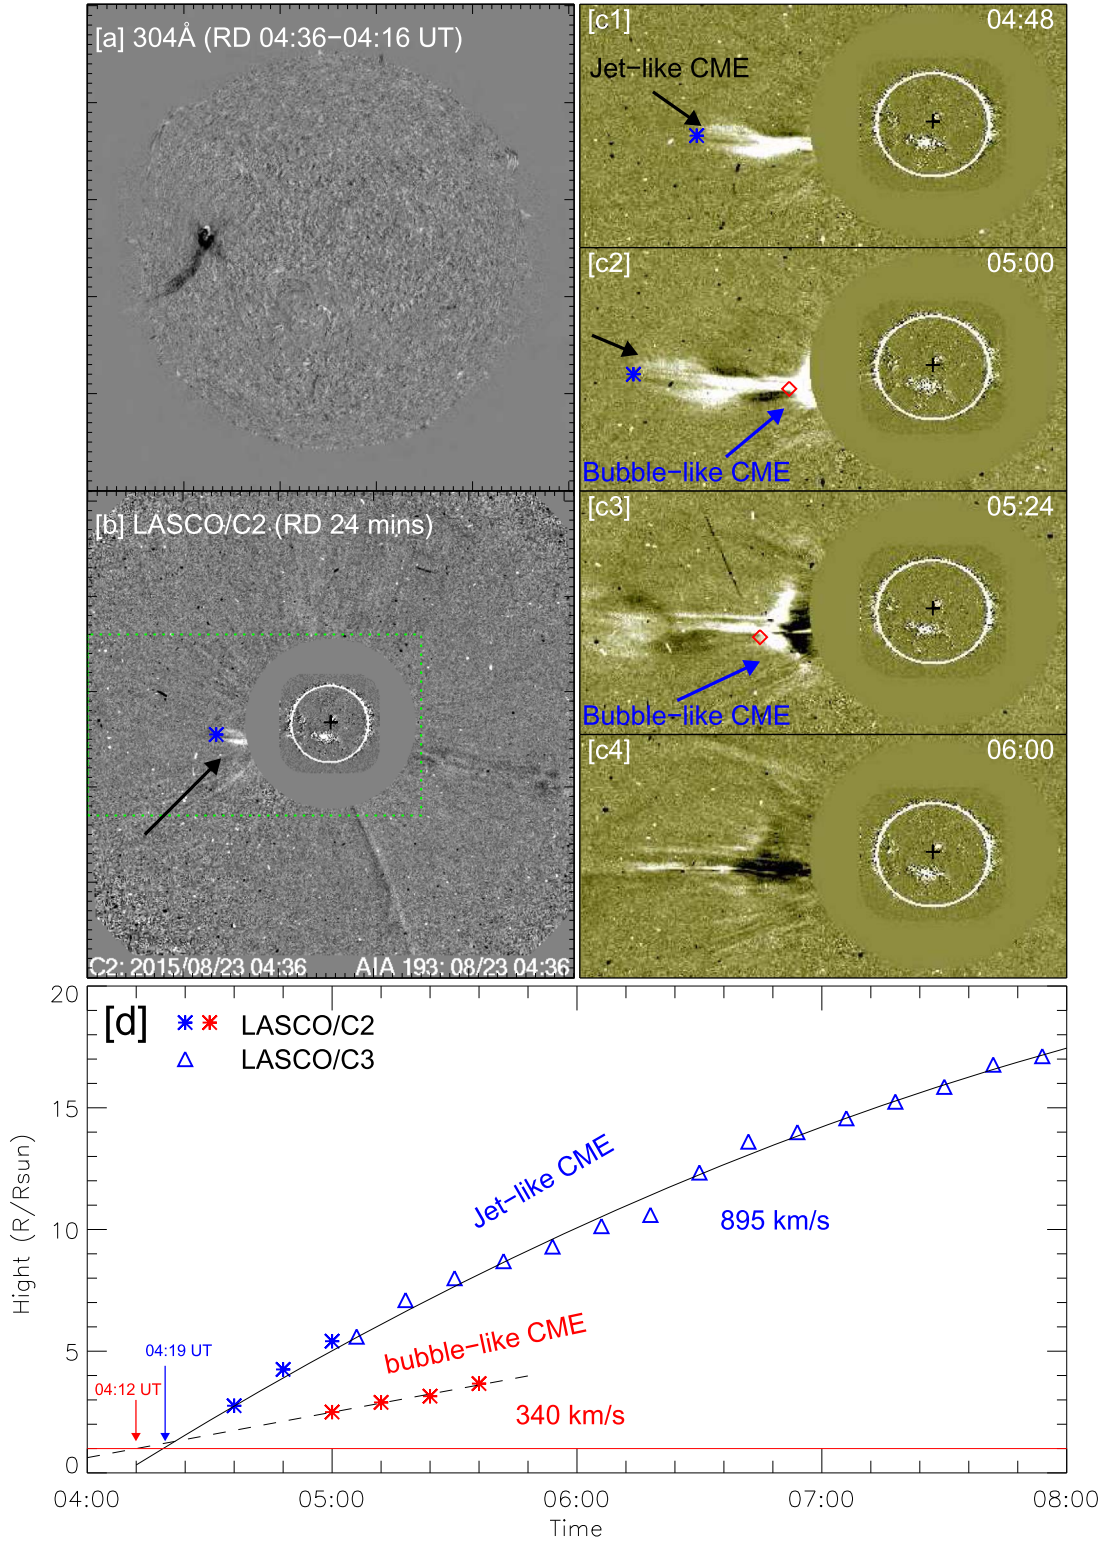 [a] 304Å (RD 04:36−04:16 UT)
[b] LASCO/C2 (RD 24 mins)
C2: 2015/08/23 04:36 AIA 193: 08/23 04:36
[c1] 04:48
Jet−like CME
[c2] 05:00
Bubble−like CME
[c3] 05:24
Bubble−like CME
[c4] 06:00
[d]
LASCO/C2
LASCO/C3
Jet−like CME
895 km/s
bubble−like CME
340 km/s
04:19 UT
04:12 UT
20
15
10
5
0
Hight (R/Rsun)
04:00 05:00 06:00 07:00 08:00
Time